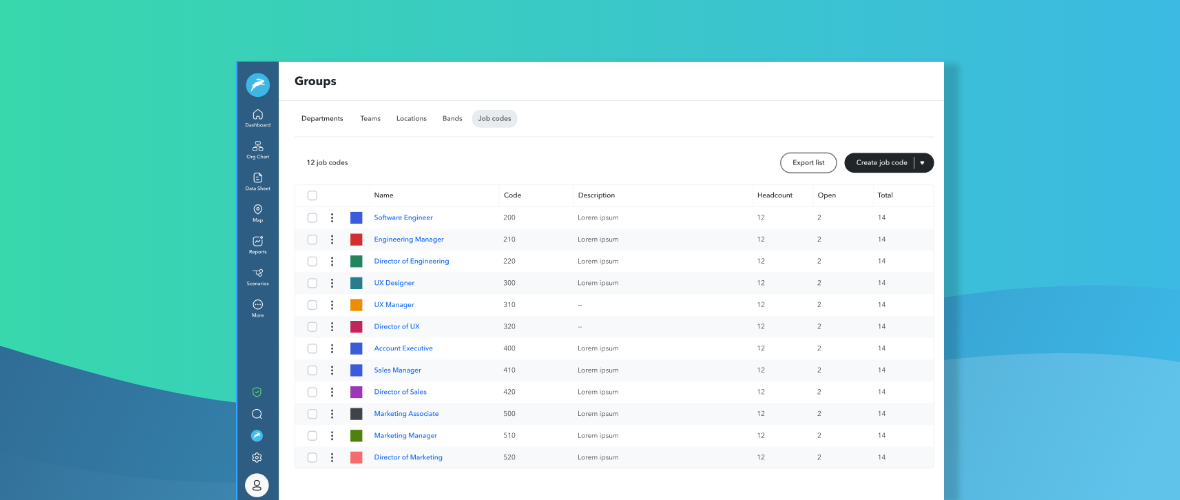 Groups
Departments Teams Locations Bands Job codes
12 job codes Export list Create job code
Name Code Description Headcount Open Total
Software Engineer 200 Lorem ipsum 12 2 14
Engineering Manager 210 Lorem ipsum 12 2 14
Director of Engineering 220 Lorem ipsum 12 2 14
UX Designer 300 Lorem ipsum 12 2 14
UX Manager 310 -- 12 2 14
Director of UX 320 -- 12 2 14
Account Executive 400 Lorem ipsum 12 2 14
Sales Manager 410 Lorem ipsum 12 2 14
Director of Sales 420 Lorem ipsum 12 2 14
Marketing Associate 500 Lorem ipsum 12 2 14
Marketing Manager 510 Lorem ipsum 12 2 14
Director of Marketing 520 Lorem ipsum 12 2 14
Dashboard
Org Chart
Data Sheet
Map
Reports
Scenarios
More